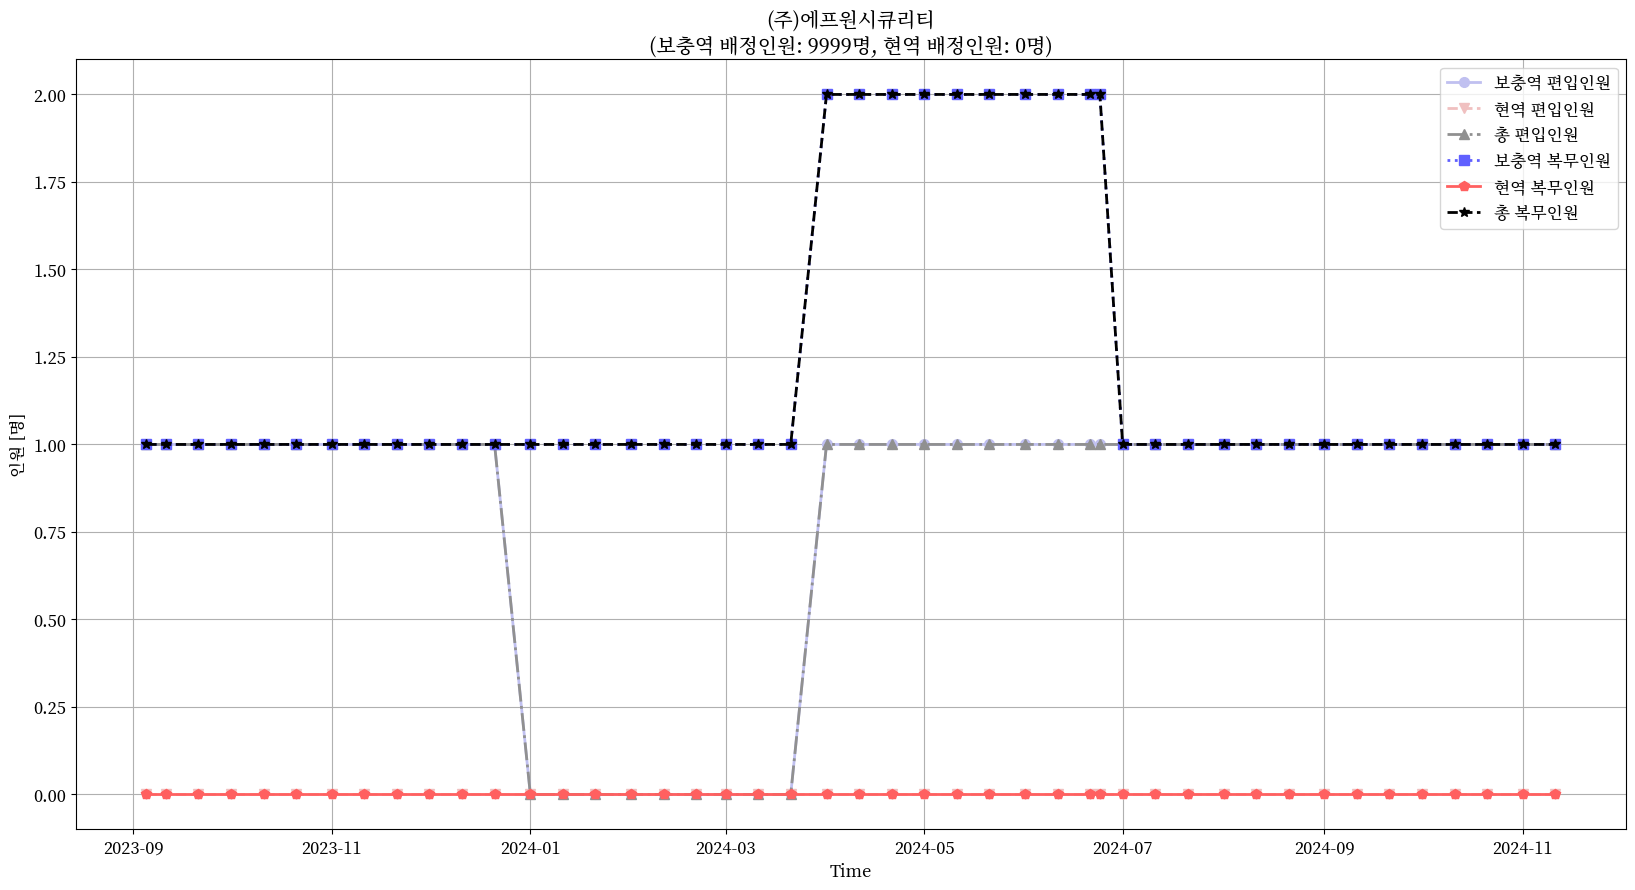 (주)에프원시큐리티
(보충역 배정인원: 9999명, 현역 배정인원: 0명)
보충역 편입인원
현역 편입인원
총 편입인원
보충역 복무인원
현역 복무인원
총 복무인원
인원 [명]
2.00
1.75
1.50
1.25
1.00
0.75
0.50
0.25
0.00
2023-09
2023-11
2024-01
2024-03
2024-05
2024-07
2024-09
2024-11
Time